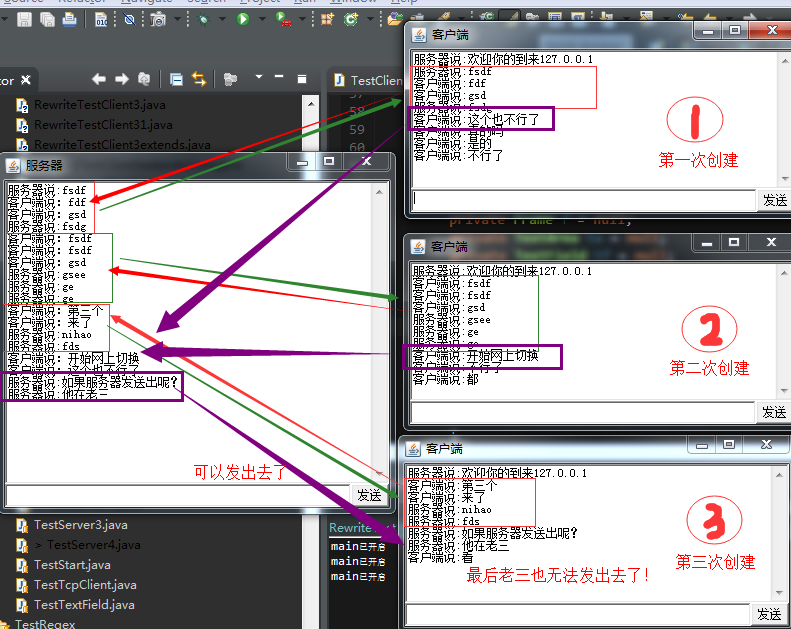 Source Refactor Navigate Search Project Run Window Help
tor
TestClien
RewriteTestClient3.java
RewriteTestClient31.java
RewriteTestClient3extends.java
58
59
60
服务器
服务器说:fsdf
客户端说: fdf
客户端说: gsd
服务器说:fsdg
客户端说: fsdf
客户端说: fsdf
客户端说: gsd
服务器说:gsee
服务器说:ge
服务器说:ge
客户端说: 第三个
客户端说: 来了
服务器说:nihao
服务器说:fds
客户端说: 开始网上切换
客户端说: 这个也不行了
服务器说:如果服务器发送出呢?
服务器说:他在老三
可以发出去了
发送
客户端
服务器说:欢迎你的到来127.0.0.1
服务器说:fsdf
客户端说:fdf
客户端说:gsd
服务器说:fsdg
客户端说:这个也不行了
客户端说:真的吗
客户端说:是的
客户端说:不行了
1
第一次创建
发送
private Frame f = null;
客户端
服务器说:欢迎你的到来127.0.0.1
客户端说:fsdf
客户端说:fsdf
客户端说:gsd
服务器说:gsee
服务器说:ge
服务器说:ge
客户端说:开始网上切换
客户端说:不行了
客户端说:都
2
第二次创建
发送
客户端
服务器说:欢迎你的到来127.0.0.1
客户端说:第三个
客户端说:来了
服务器说:nihao
服务器说:fds
服务器说:如果服务器发送出呢?
服务器说:他在老三
客户端说:看
3
第三次创建
最后老三也无法发出去了!
发送
TestServer3.java
> TestServer4.java
TestStart.java
TestTcpClient.java
TestTextField.java
TestRegex
main已开启
main已开启
main已开启